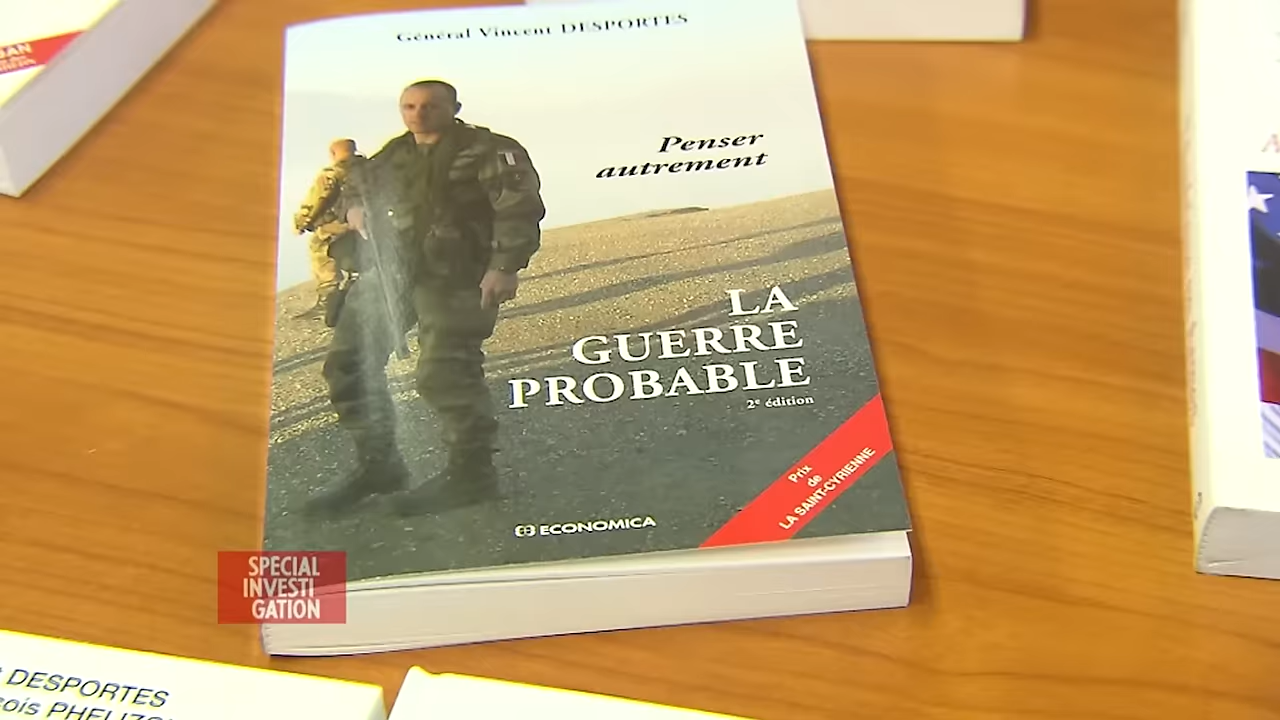 Général Vincent DESPORTES
Penser
autrement
LA
GUERRE
PROBABLE
2e édition
Prix
de
LA SAINT-CYRIENNE
ECONOMICA
SPECIAL
INVESTI
GATION
DESPORTES